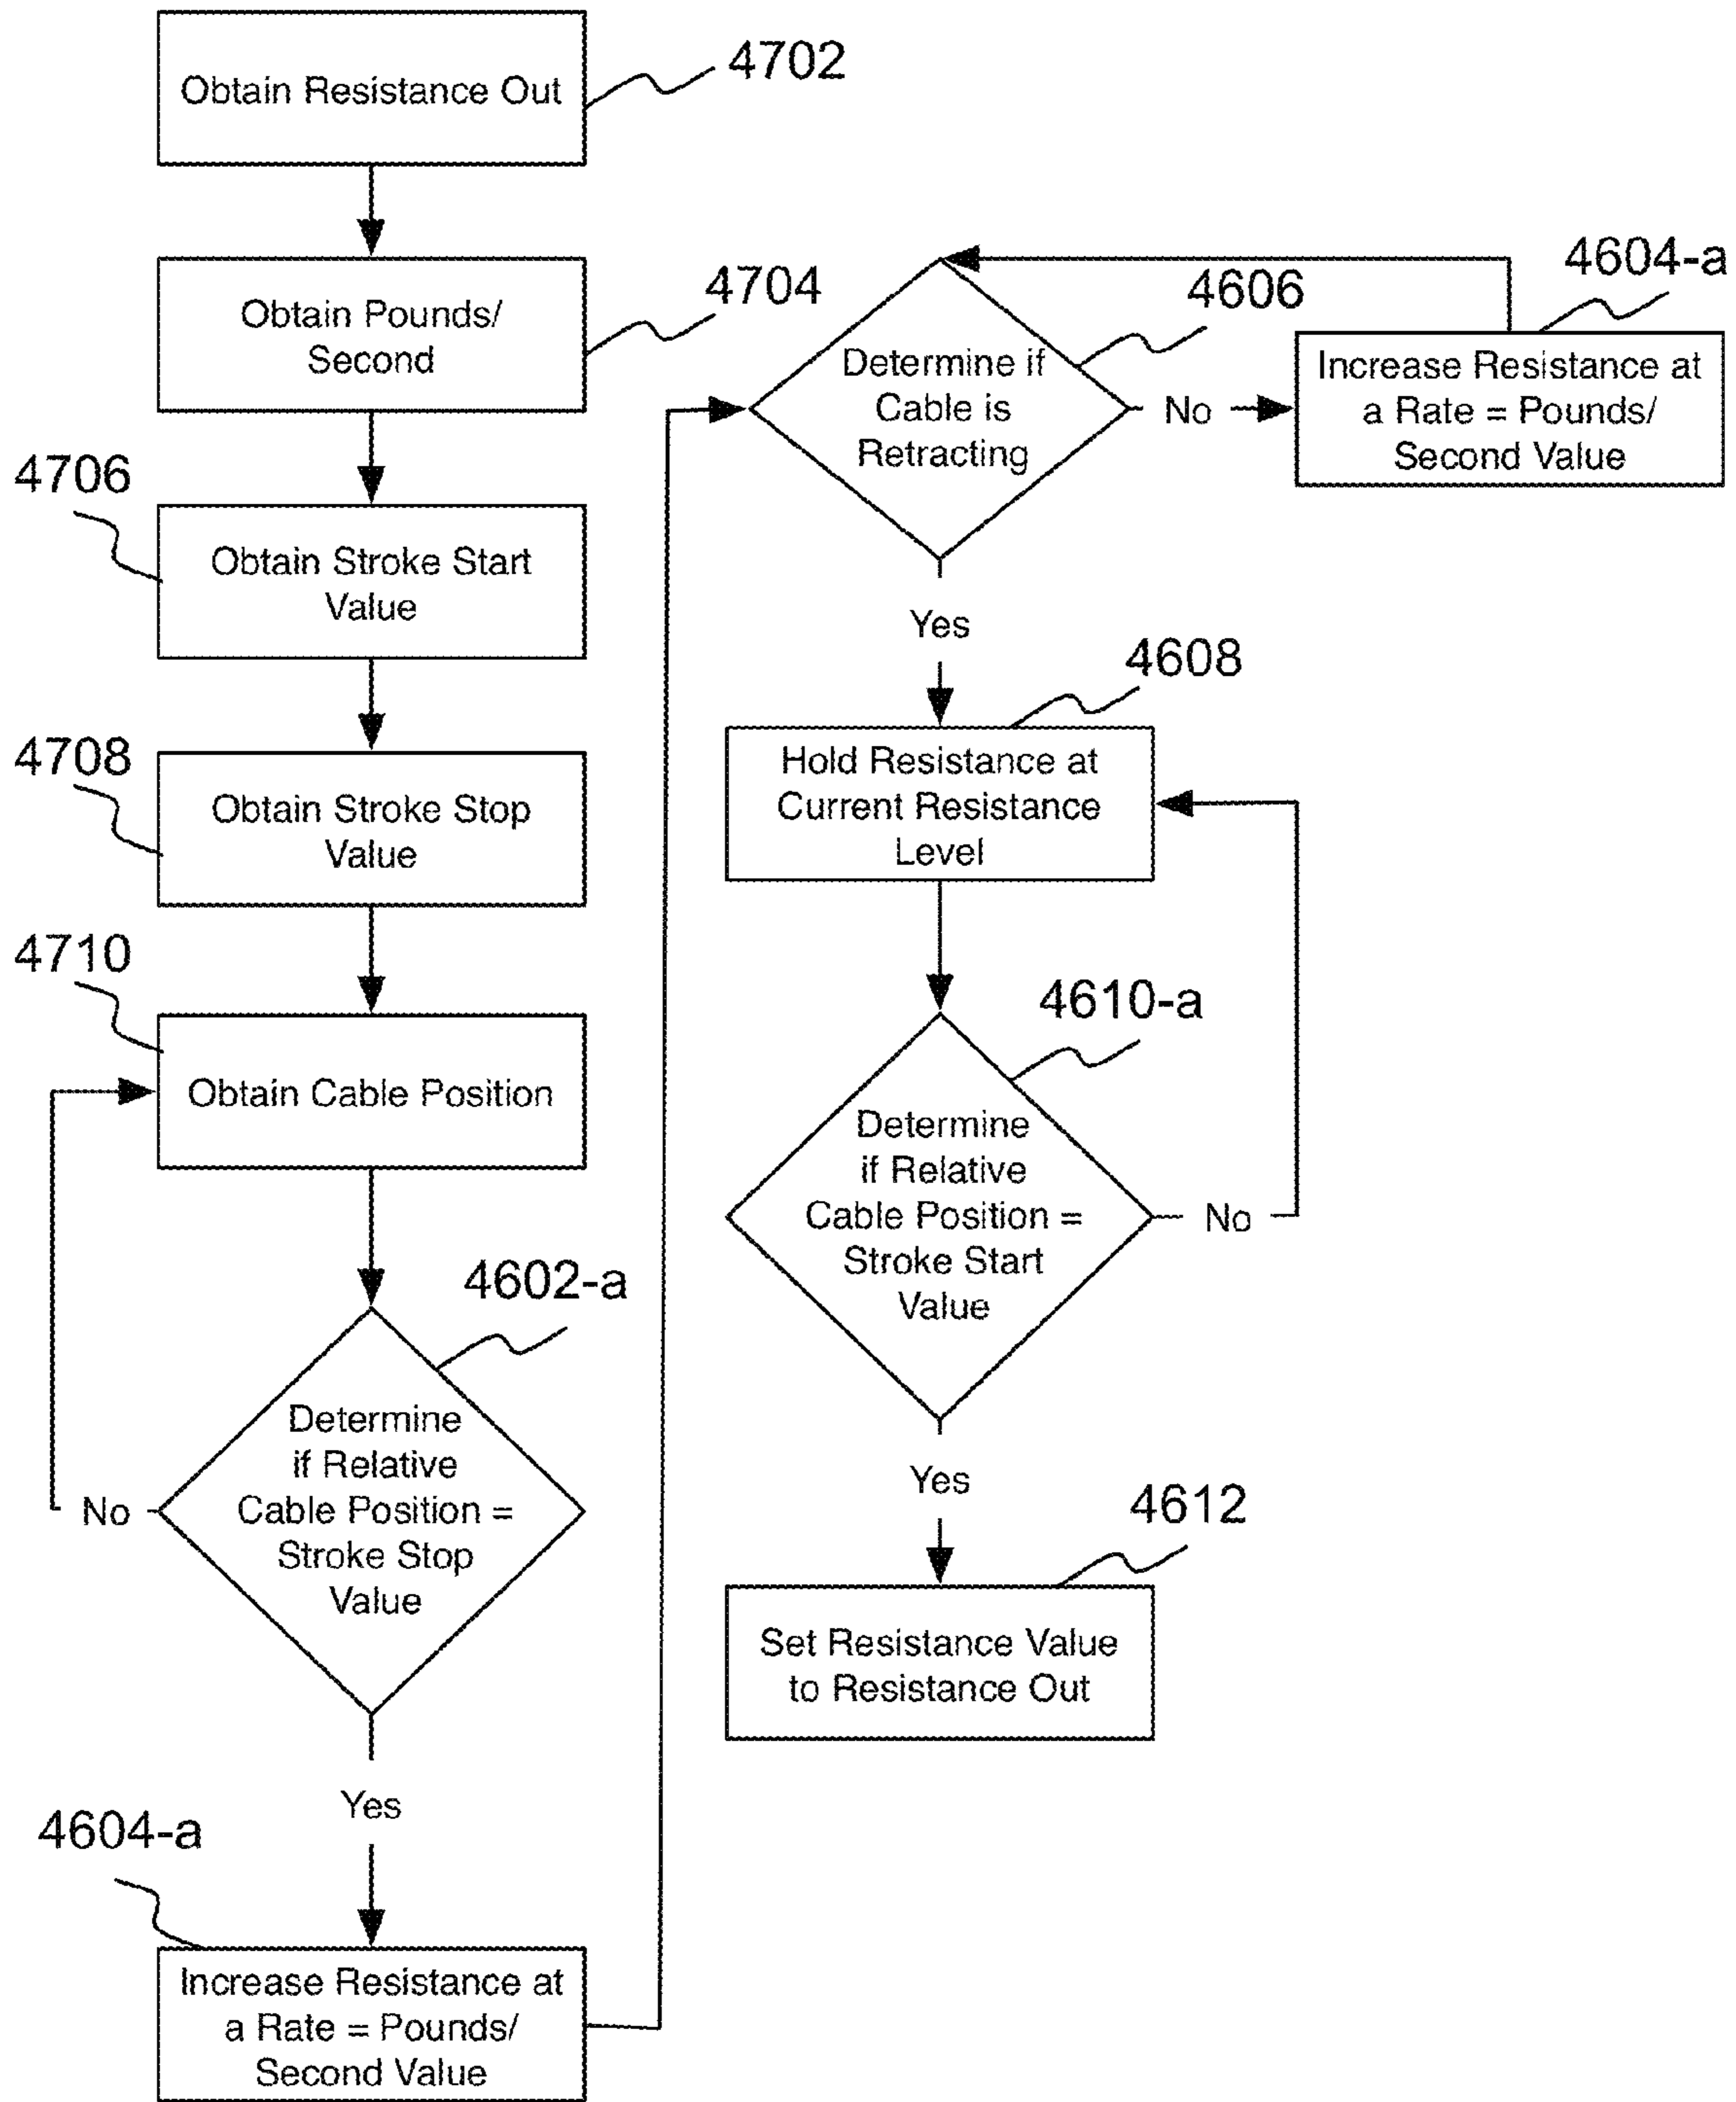 Obtain Resistance Out
4702
Obtain Pounds/
Second
4704
4706
Obtain Stroke Start
Value
4708
Obtain Stroke Stop
Value
4710
Obtain Cable Position
4602-a
Determine
if Relative
Cable Position =
Stroke Stop
Value
No
Yes
4604-a
Increase Resistance at
a Rate = Pounds/
Second Value
4606
Determine if
Cable is
Retracting
No
4604-a
Increase Resistance at
a Rate = Pounds/
Second Value
Yes
4608
Hold Resistance at
Current Resistance
Level
4610-a
Determine
if Relative
Cable Position =
Stroke Start
Value
No
Yes
4612
Set Resistance Value
to Resistance Out